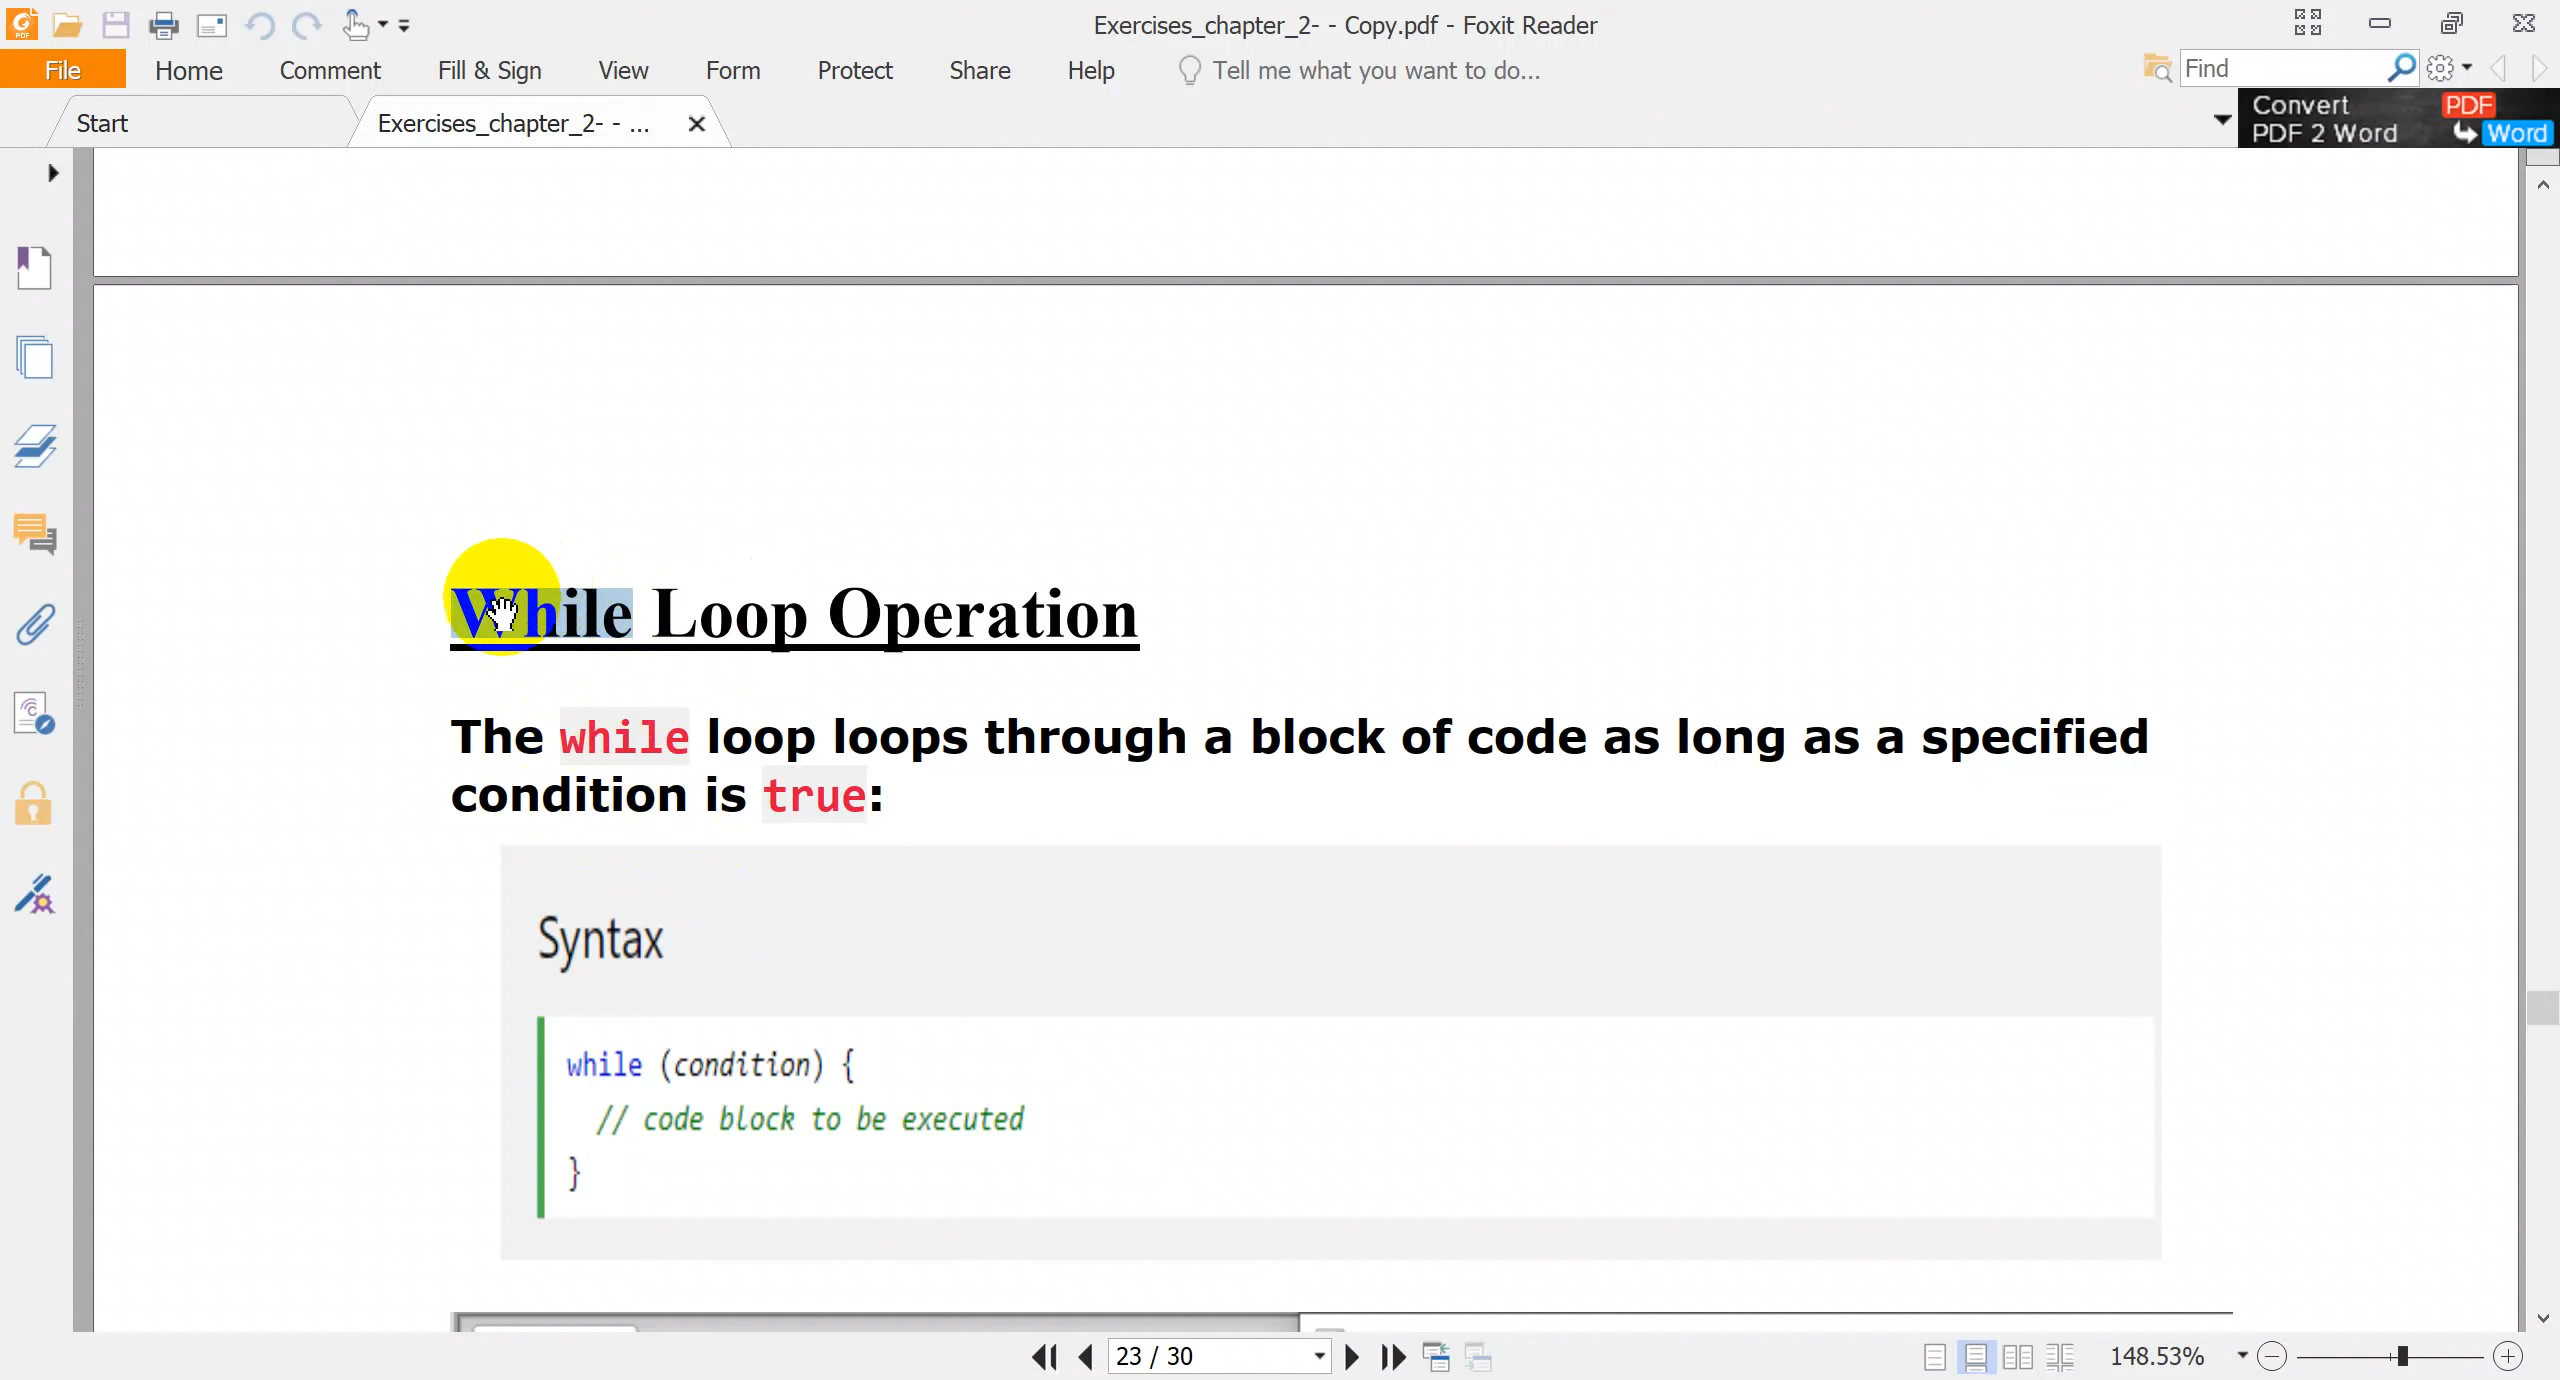 Exercises_chapter_2- - Copy.pdf - Foxit Reader
File Home Comment Fill & Sign View Form Protect Share Help Tell me what you want to do... Find
Start Exercises_chapter_2- - ... Convert PDF
PDF 2 Word Word
While Loop Operation
The while loop loops through a block of code as long as a specified
condition is true:
Syntax
while (condition) {
// code block to be executed
}
23 / 30 148.53%